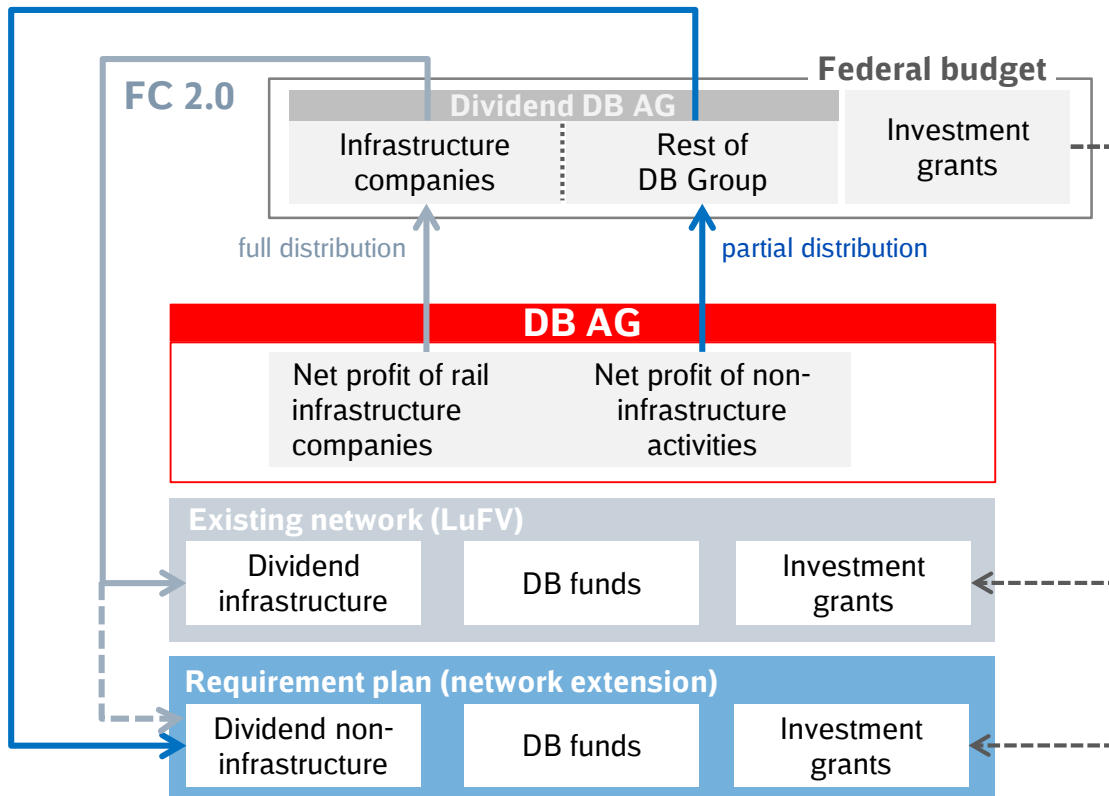 Federal budget
FC 2.0
Dividend DB AG
Infrastructure
companies
Rest of
DB Group
Investment
grants
full distribution
partial distribution
DB AG
Net profit of rail
infrastructure
companies
Net profit of non-
infrastructure
activities
Existing network (LuFV)
Dividend
infrastructure
DB funds
Investment
grants
Requirement plan (network extension)
Dividend non-
infrastructure
DB funds
Investment
grants